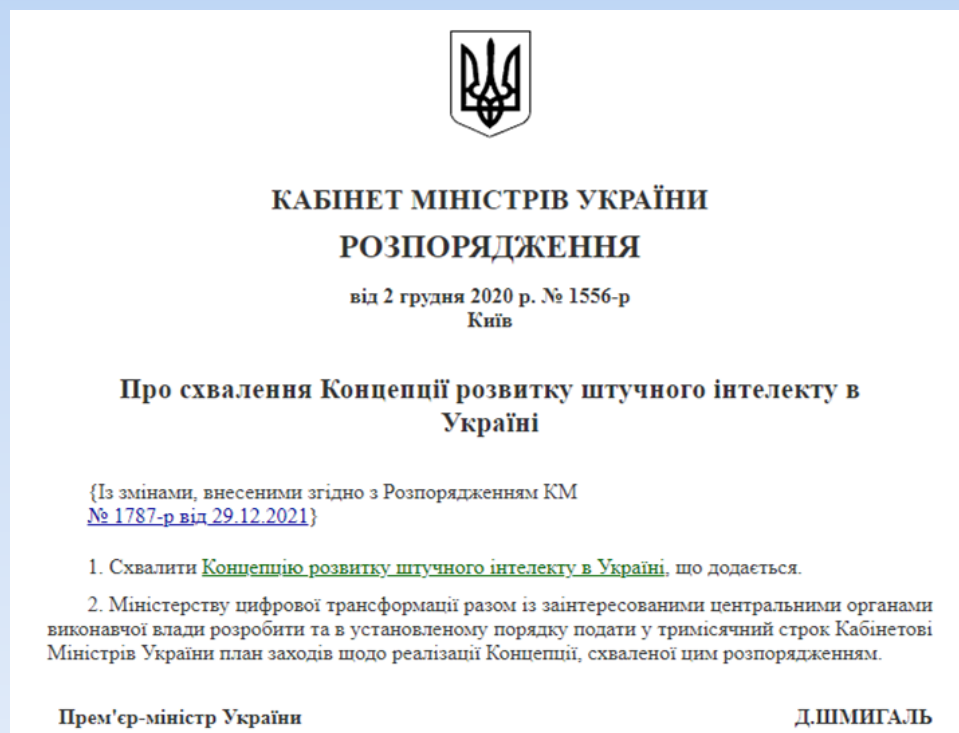 КАБІНЕТ МІНІСТРІВ УКРАЇНИ
РОЗПОРЯДЖЕННЯ
від 2 грудня 2020 р. № 1556-р
Київ
Про схвалення Концепції розвитку штучного інтелекту в
Україні
{Із змінами, внесеними згідно з Розпорядженням КМ
№ 1787-р від 29.12.2021}
1. Схвалити Концепцію розвитку штучного інтелекту в Україні, що додається.
2. Міністерству цифрової трансформації разом із заінтересованими центральними органами
виконавчої влади розробити та в установленому порядку подати у тримісячний строк Кабінетові
Міністрів України план заходів щодо реалізації Концепції, схваленої цим розпорядженням.
Прем'єр-міністр України Д.ШМИГАЛЬ